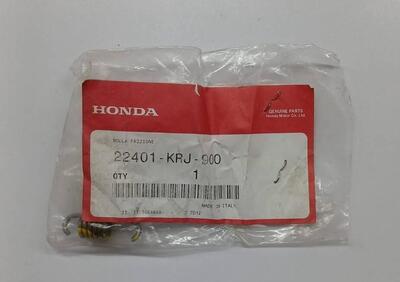 HONDA
GENUINE PARTS
Honda Motor Co., Ltd.
MOLLA FRIZIONE
22401-KRJ-900
QTY 1
MADE IN ITALY